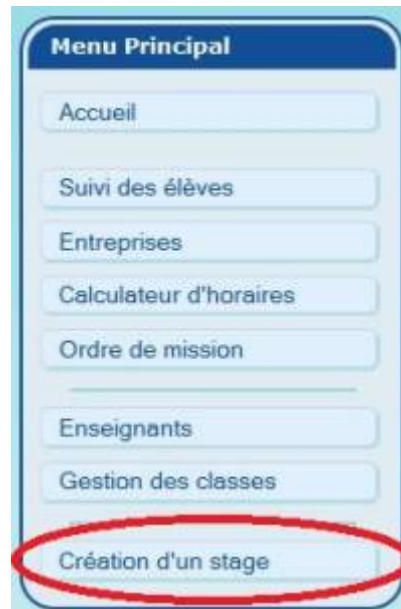 Menu Principal
Accueil
Suivi des élèves
Entreprises
Calculateur d'horaires
Ordre de mission
Enseignants
Gestion des classes
Création d'un stage